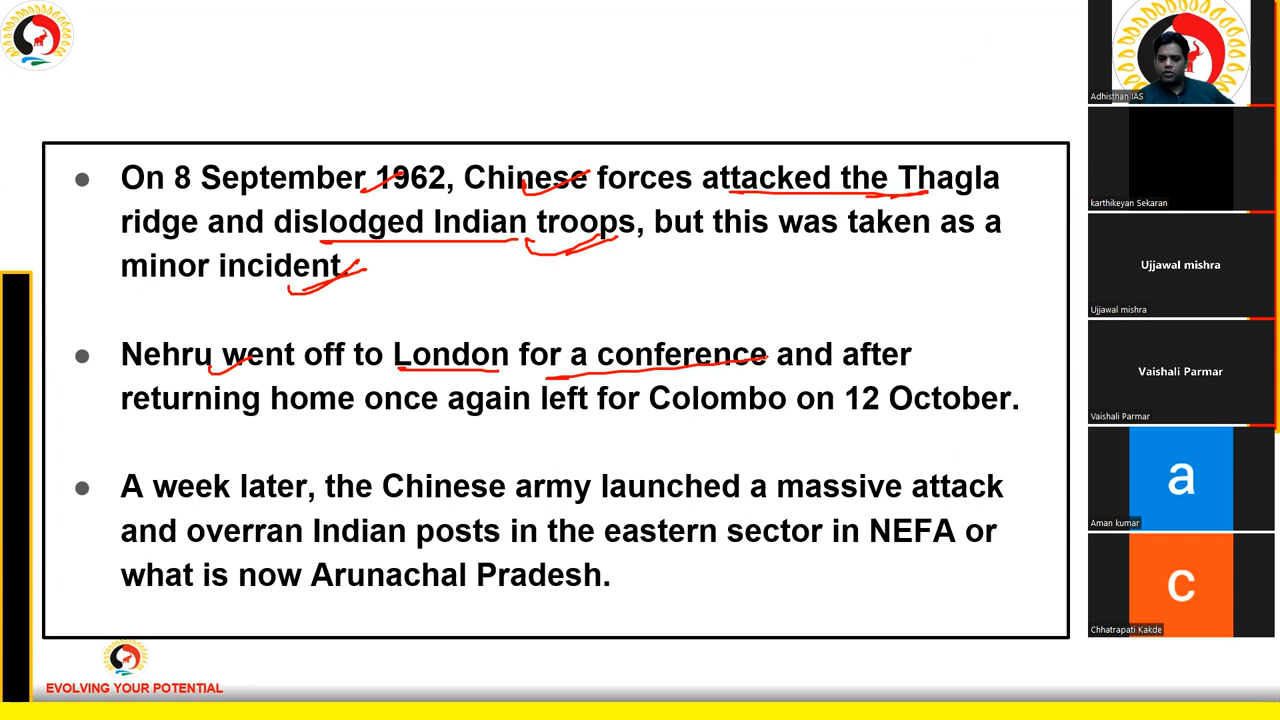 On 8 September 1962, Chinese forces attacked the Thagla
ridge and dislodged Indian troops, but this was taken as a
minor incident.
Nehru went off to London for a conference and after
returning home once again left for Colombo on 12 October.
A week later, the Chinese army launched a massive attack
and overran Indian posts in the eastern sector in NEFA or
what is now Arunachal Pradesh.
EVOLVING YOUR POTENTIAL
Adhisthan IAS
karthikeyan Sekaran
Ujjawal mishra
Ujjawal mishra
Vaishali Parmar
Vaishali Parmar
a
Aman kumar
c
Chhatrapati Kakde